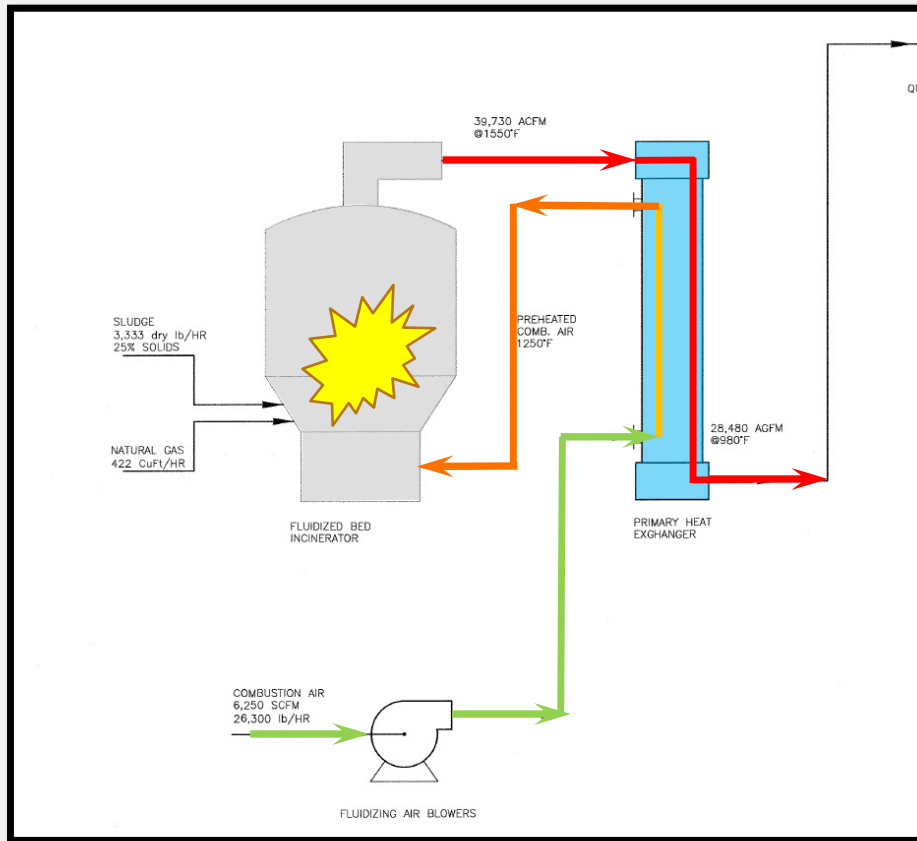 39,730 ACFM
@1550°F
QU
SLUDGE
3,333 dry lb/HR
25% SOLIDS
PREHEATED
COMB. AIR
1250°F
NATURAL GAS
422 CuFt/HR
28,480 AGFM
@980°F
FLUIDIZED BED
INCINERATOR
PRIMARY HEAT
EXGHANGER
COMBUSTION AIR
6,250 SCFM
26,300 lb/HR
FLUIDIZING AIR BLOWERS